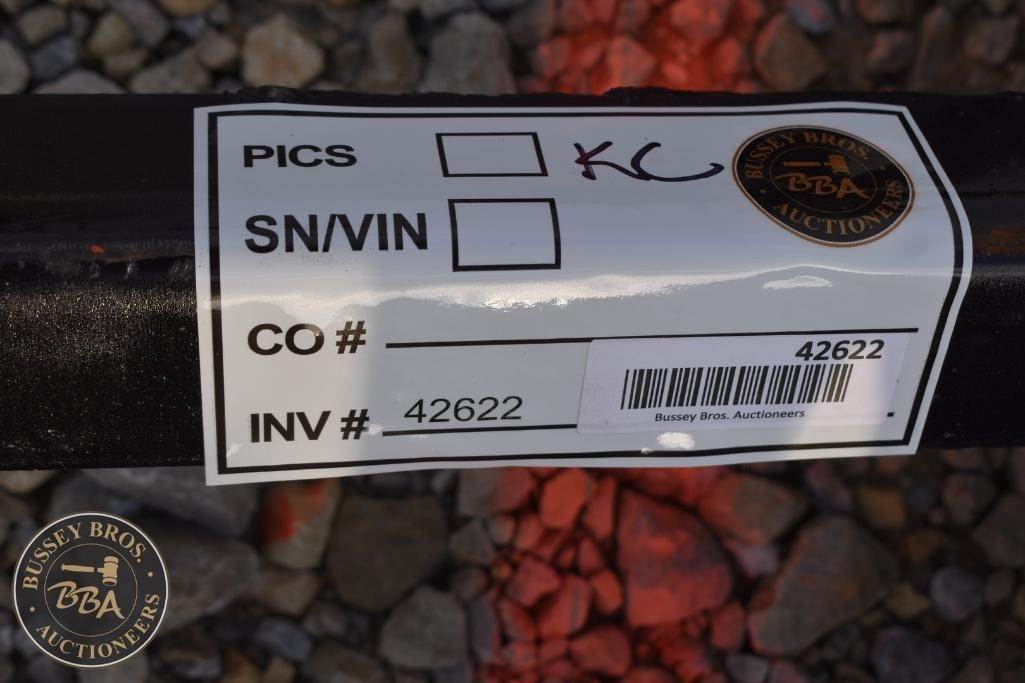 PICS KC
BUSSEY BROS.
BBA
AUCTIONEERS
SN/VIN
CO #
42622
INV # 42622
Bussey Bros. Auctioneers
BUSSEY BROS.
BBA
AUCTIONEERS